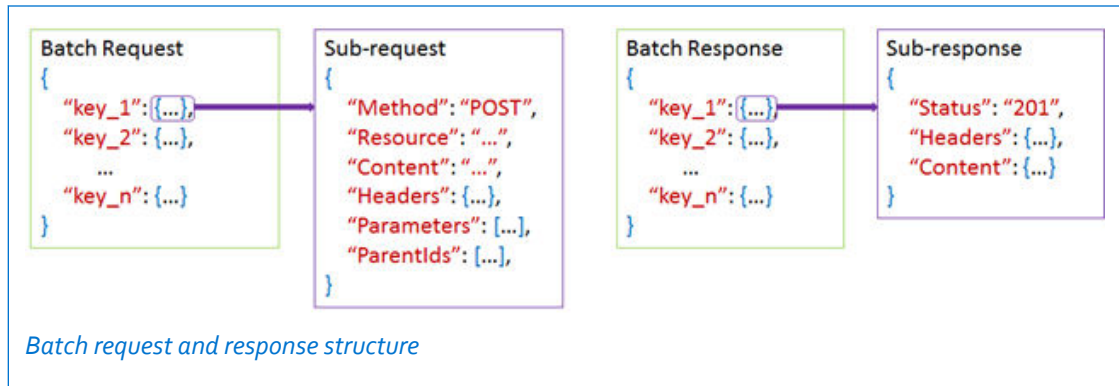 Batch Request
{
“key_1”: {...},
“key_2”: {...},
...
“key_n”: {...}
}
Sub-request
{
“Method”: “POST”,
“Resource”: “...”,
“Content”: “...”,
“Headers”: {...},
“Parameters”: [...],
“ParentIds”: [...],
}
Batch Response
{
“key_1”: {...},
“key_2”: {...},
...
“key_n”: {...}
}
Sub-response
{
“Status”: “201”,
“Headers”: {...},
“Content”: {...}
}
Batch request and response structure